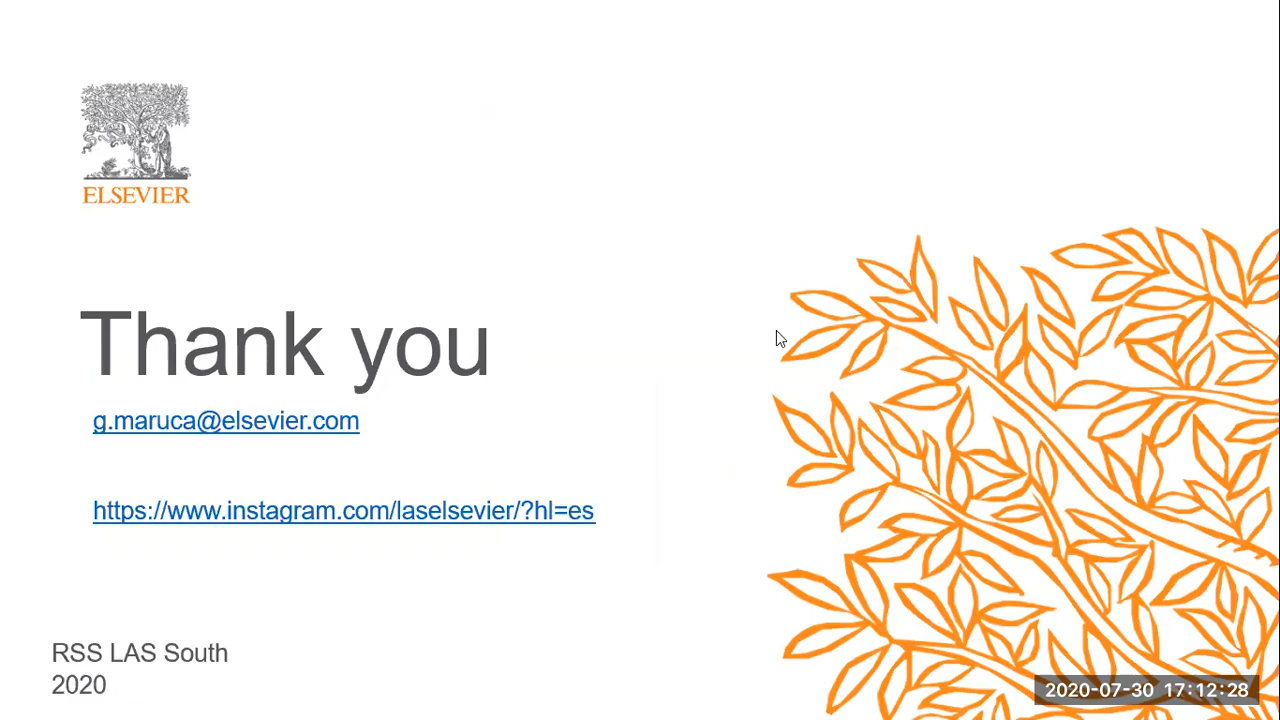 ELSEVIER
Thank you
g.maruca@elsevier.com
https://www.instagram.com/laselsevier/?hl=es
RSS LAS South
2020
2020-07-30 17:12:28